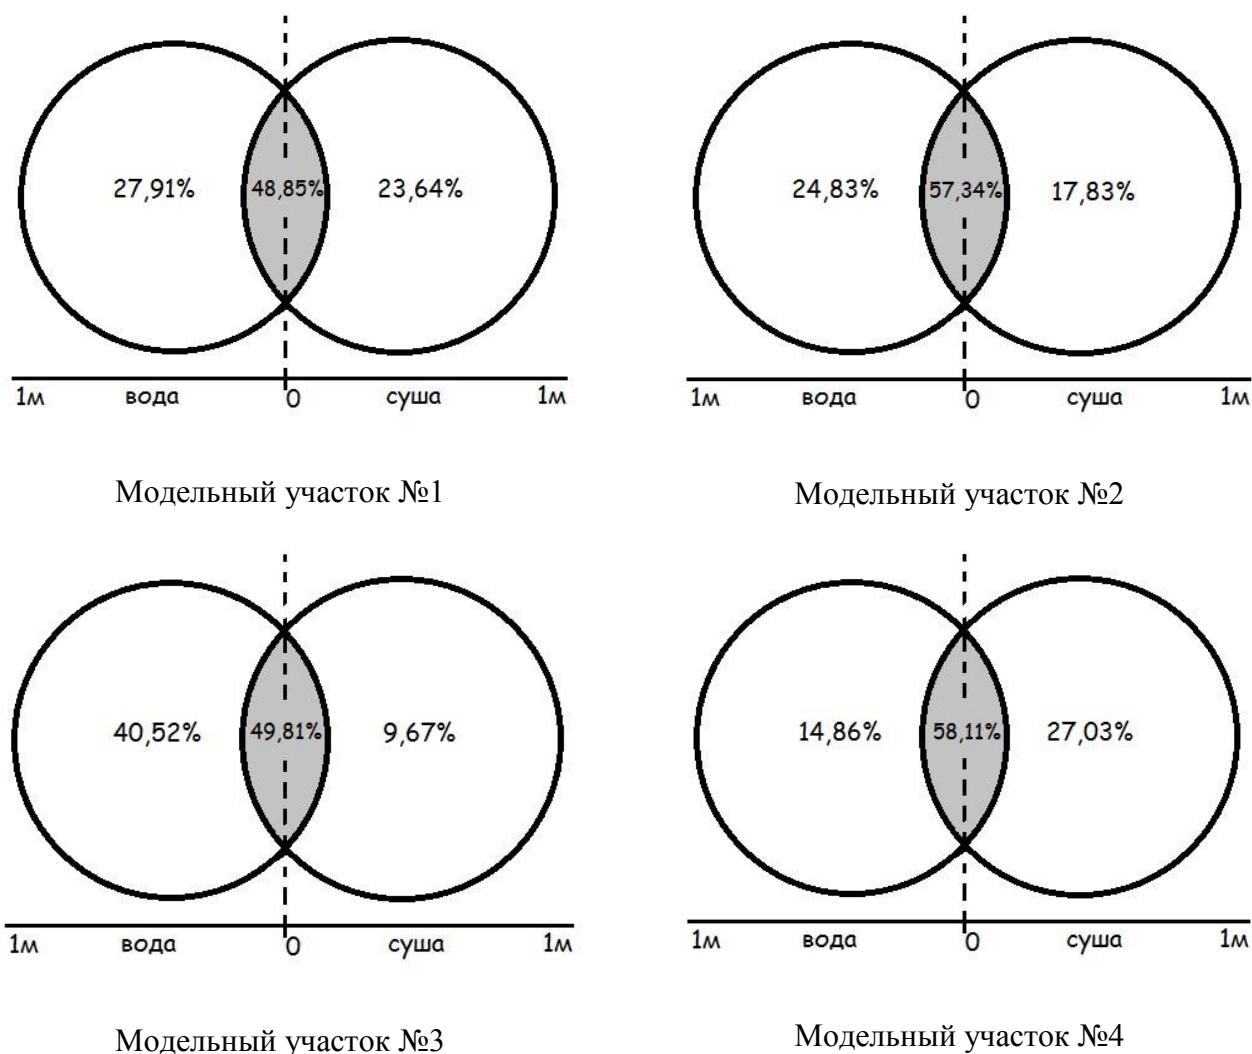 27,91% 48,85% 23,64%
1м вода 0 суша 1м
Модельный участок №1
24,83% 57,34% 17,83%
1м вода 0 суша 1м
Модельный участок №2
40,52% 49,81% 9,67%
1м вода 0 суша 1м
Модельный участок №3
14,86% 58,11% 27,03%
1м вода 0 суша 1м
Модельный участок №4